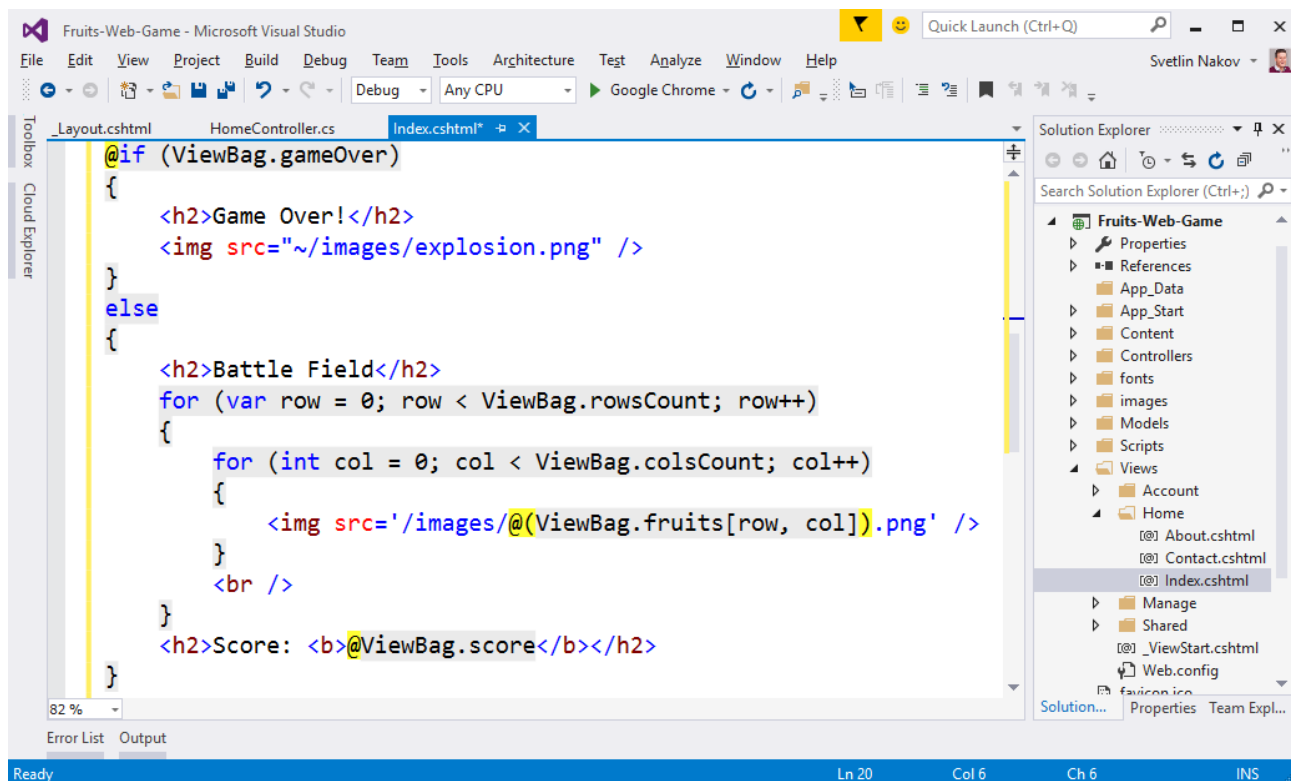 Fruits-Web-Game - Microsoft Visual Studio
Quick Launch (Ctrl+Q)
File Edit View Project Build Debug Team Tools Architecture Test Analyze Window Help
Svetlin Nakov
Debug
Any CPU
Google Chrome
Toolbox
Cloud Explorer
_Layout.cshtml
HomeController.cs
Index.cshtml*
@if (ViewBag.gameOver)
{
<h2>Game Over!</h2>
<img src="~/images/explosion.png" />
}
else
{
<h2>Battle Field</h2>
for (var row = 0; row < ViewBag.rowsCount; row++)
{
for (int col = 0; col < ViewBag.colsCount; col++)
{
<img src='/images/@(ViewBag.fruits[row, col]).png' />
}
<br />
}
<h2>Score: <b>@ViewBag.score</b></h2>
}
82 %
Solution Explorer
Search Solution Explorer (Ctrl+;)
Fruits-Web-Game
Properties
References
App_Data
App_Start
Content
Controllers
fonts
images
Models
Scripts
Views
Account
Home
[@] About.cshtml
[@] Contact.cshtml
[@] Index.cshtml
Manage
Shared
[@] _ViewStart.cshtml
Web.config
favicon.ico
Solution...
Properties
Team Expl...
Error List
Output
Ready
Ln 20
Col 6
Ch 6
INS